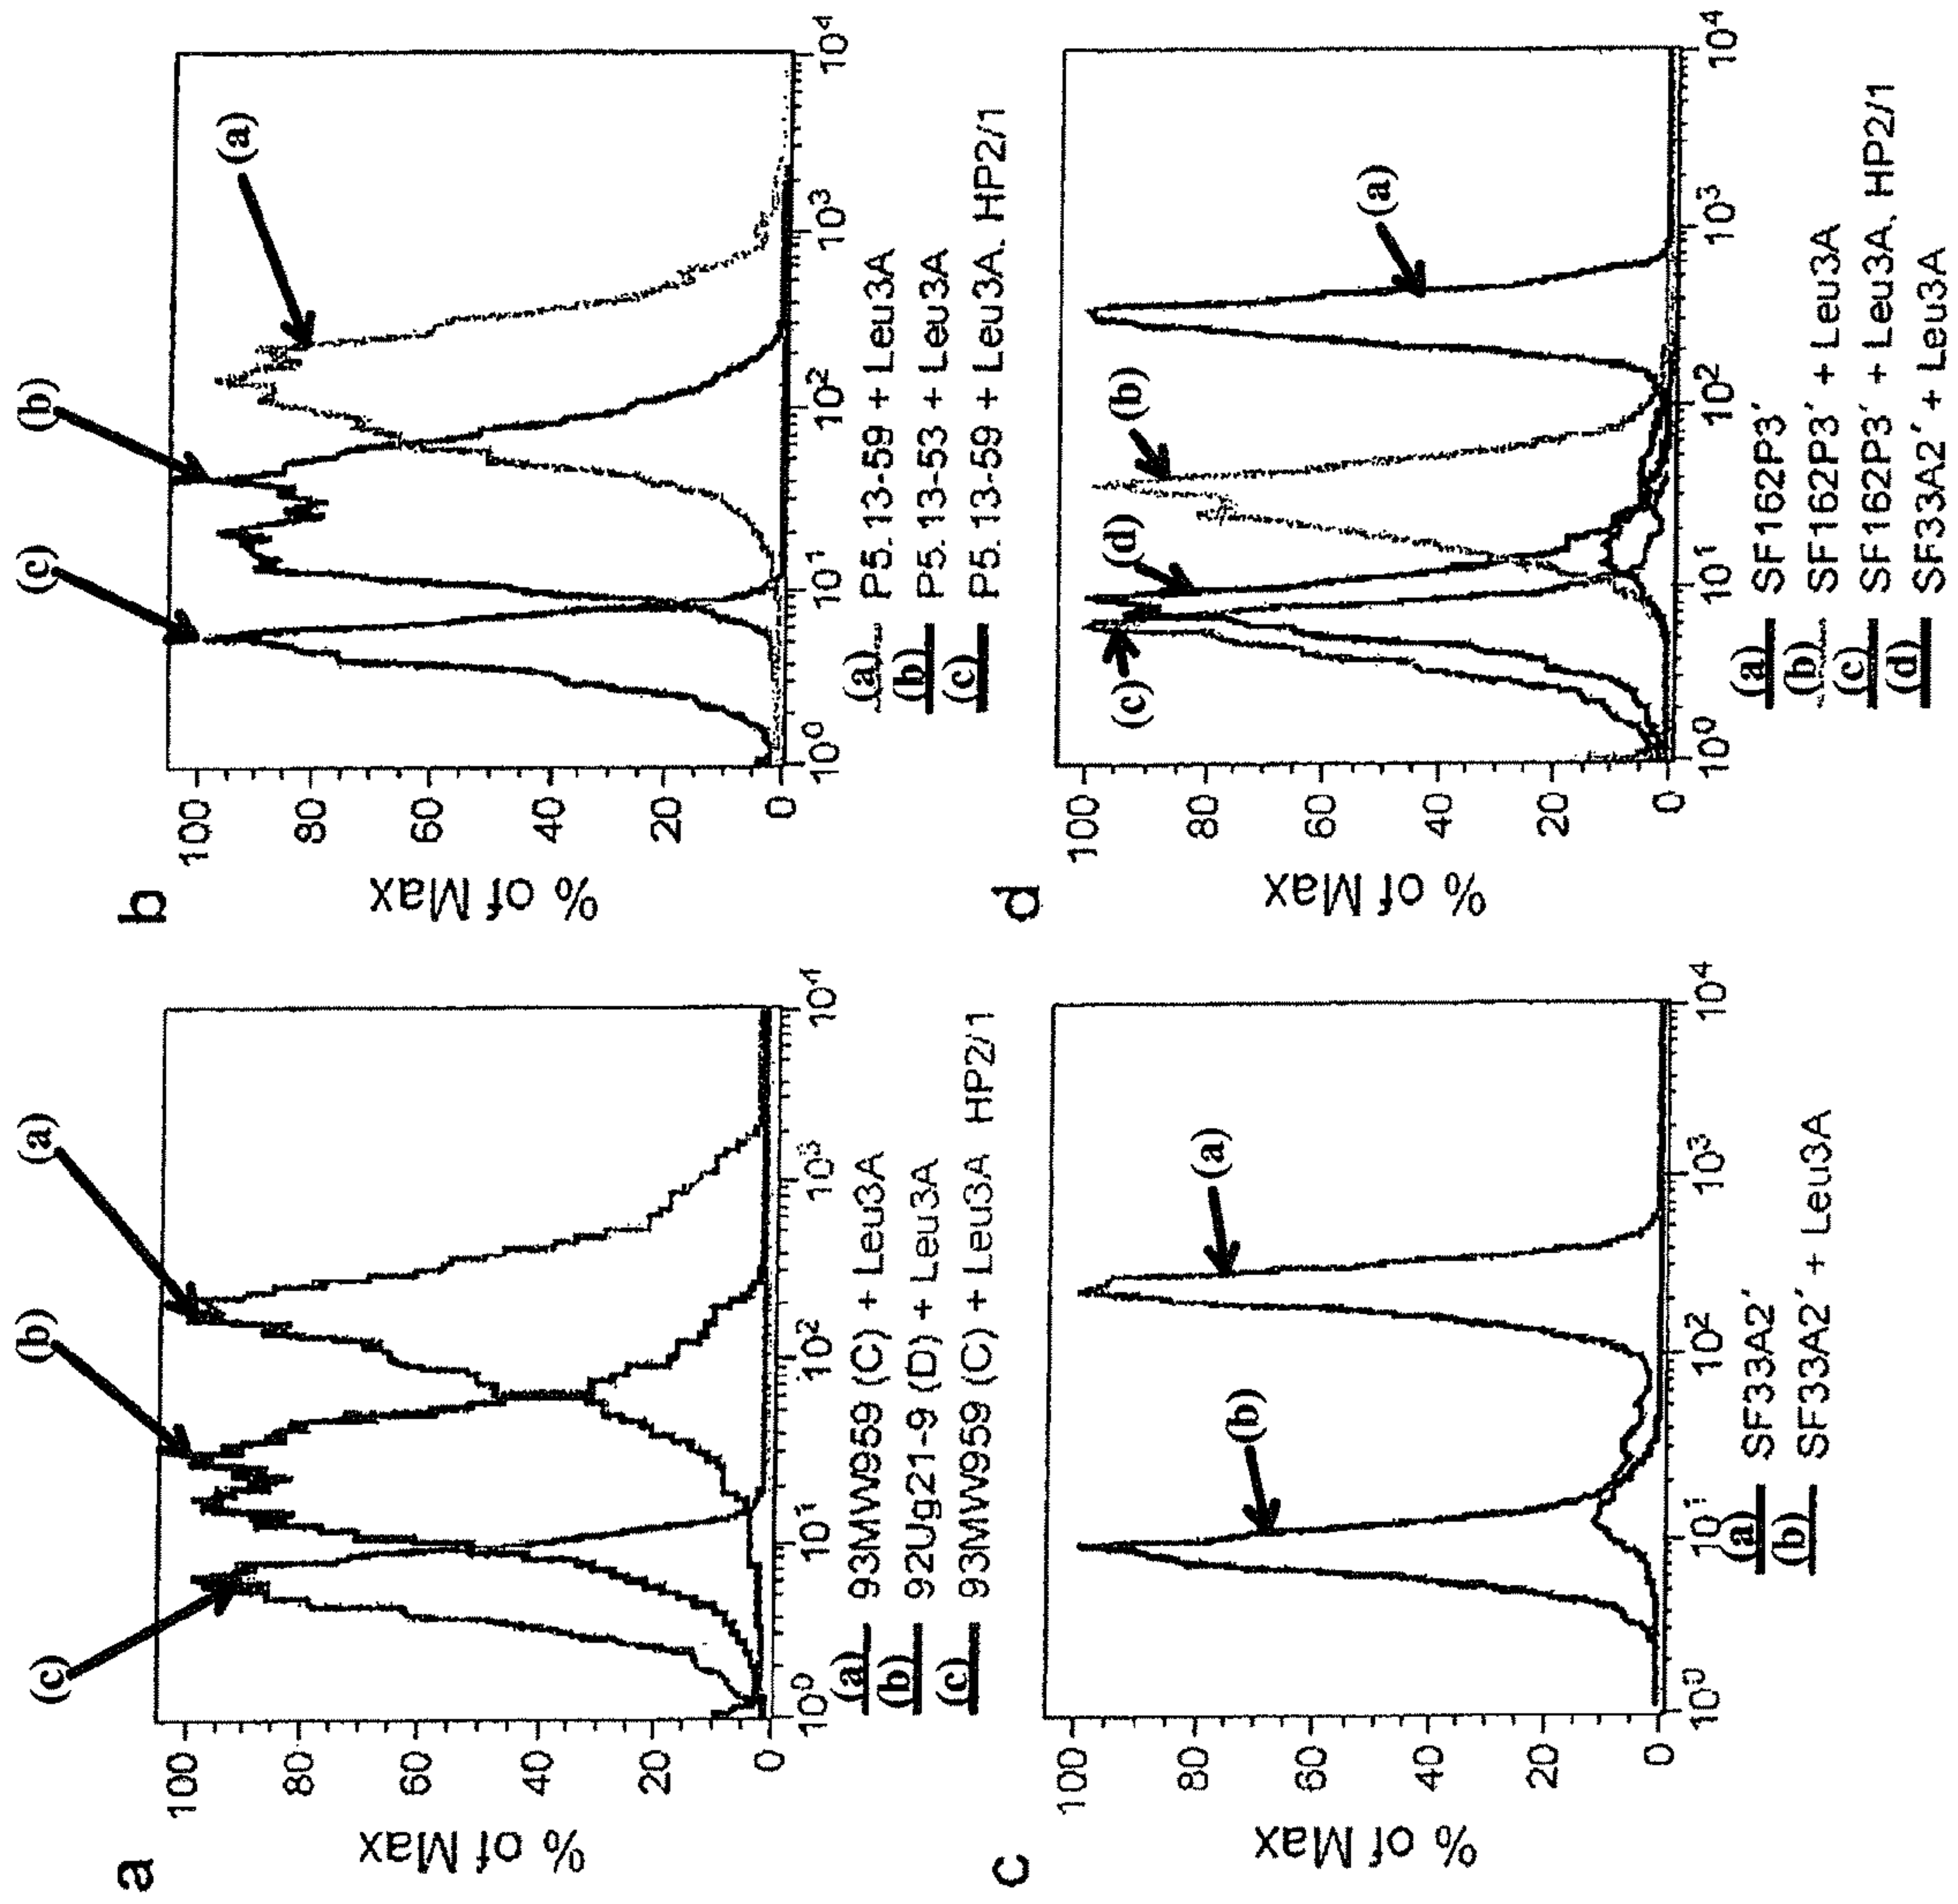 a
% of Max
100
80
60
40
20
0
(c)
(b)
(a)
10⁰
10¹
10²
10³
10⁴
(a) 93MW959 (C) + Leu3A
(b) 92Ug21-9 (D) + Leu3A
(c) 93MW959 (C) + Leu3A HP2/1
b
% of Max
100
80
60
40
20
0
(c)
(b)
(a)
10⁰
10¹
10²
10³
10⁴
(a) P5.13-59 + Leu3A
(b) P5.13-53 + Leu3A
(c) P5.13-59 + Leu3A, HP2/1
c
% of Max
100
80
60
40
20
0
(b)
(a)
10⁰
10¹
10²
10³
10⁴
(a) SF33A2´
(b) SF33A2´ + Leu3A
d
% of Max
100
80
60
40
20
0
(c)
(d)
(b)
(a)
10⁰
10¹
10²
10³
10⁴
(a) SF162P3´
(b) SF162P3´ + Leu3A
(c) SF162P3´ + Leu3A, HP2/1
(d) SF33A2´ + Leu3A